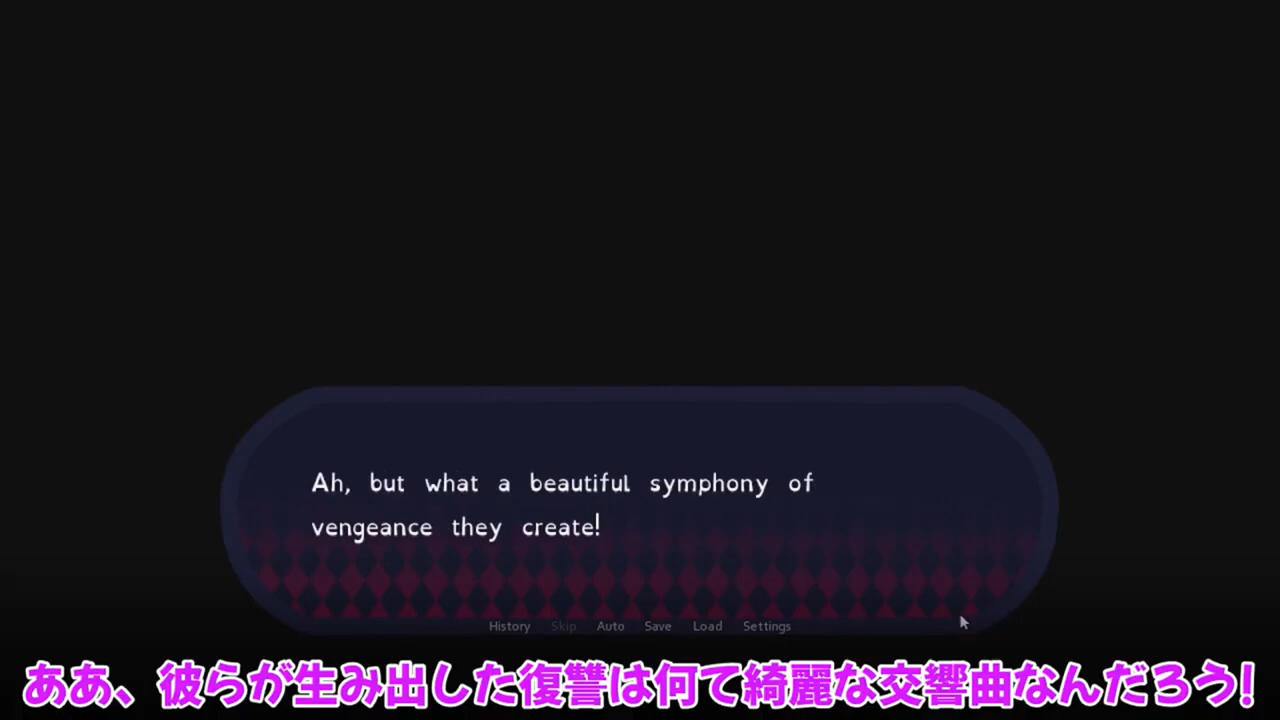 Ah, but what a beautiful symphony of
vengeance they create!
History Skip Auto Save Load Settings
ああ、彼らが生み出した復讐は何て綺麗な交響曲なんだろう!